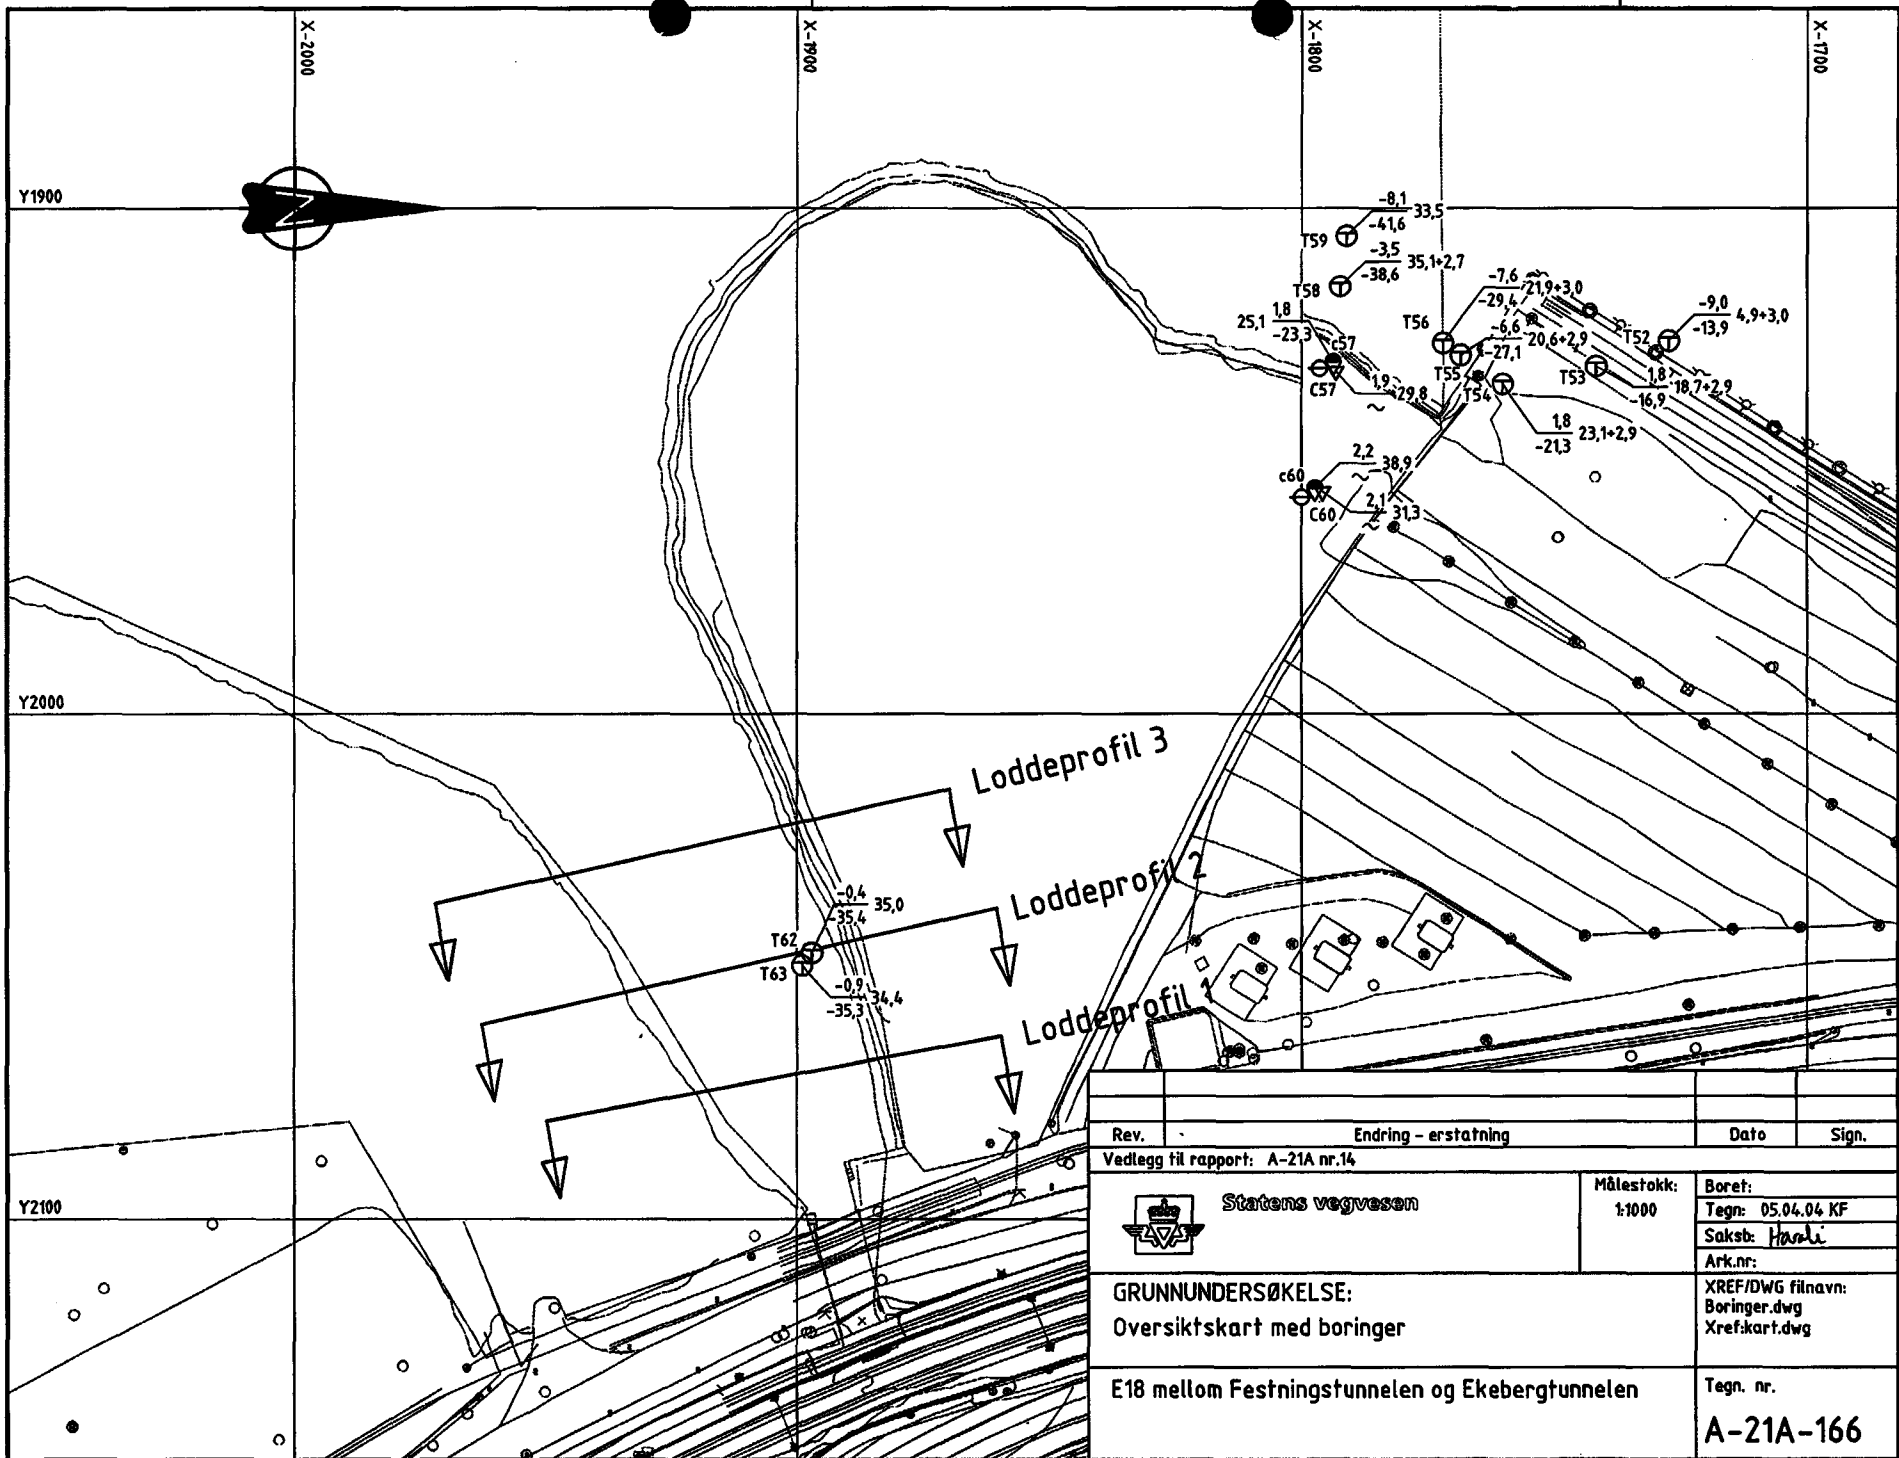 X-2000
X-1900
X-1800
X-1700
Y1900
N
-8,1
33,5
-41,6
T59
-3,5
35,1+2,7
-38,6
T58
-7,6
21,9+3,0
-29,4
T56
-9,0
4,9+3,0
-13,9
T52
1,8
25,1
-23,3
c57
C57
-6,6
20,6+2,9
-27,1
T55
T54
T53
1,9
29,8
~
1,8
18,7+2,9
-16,9
1,8
23,1+2,9
-21,3
2,2
38,9
~
c60
C60
2,1
31,3
~
Y2000
Loddeprofil 3
Loddeprofil 2
-0,4
35,0
-35,4
T62
T63
-0,9
34,4
-35,3
Loddeprofil 1
Y2100
Rev.
Endring - erstatning
Dato
Sign.
Vedlegg til rapport: A-21A nr.14
Statens vegvesen
Målestokk:
1:1000
Boret:
Tegn: 05.04.04 KF
Saksb:
Ark.nr:
GRUNNUNDERSØKELSE:
Oversiktskart med boringer
XREF/DWG filnavn:
Boringer.dwg
Xref:kart.dwg
E18 mellom Festningstunnelen og Ekebergtunnelen
Tegn. nr.
A-21A-166